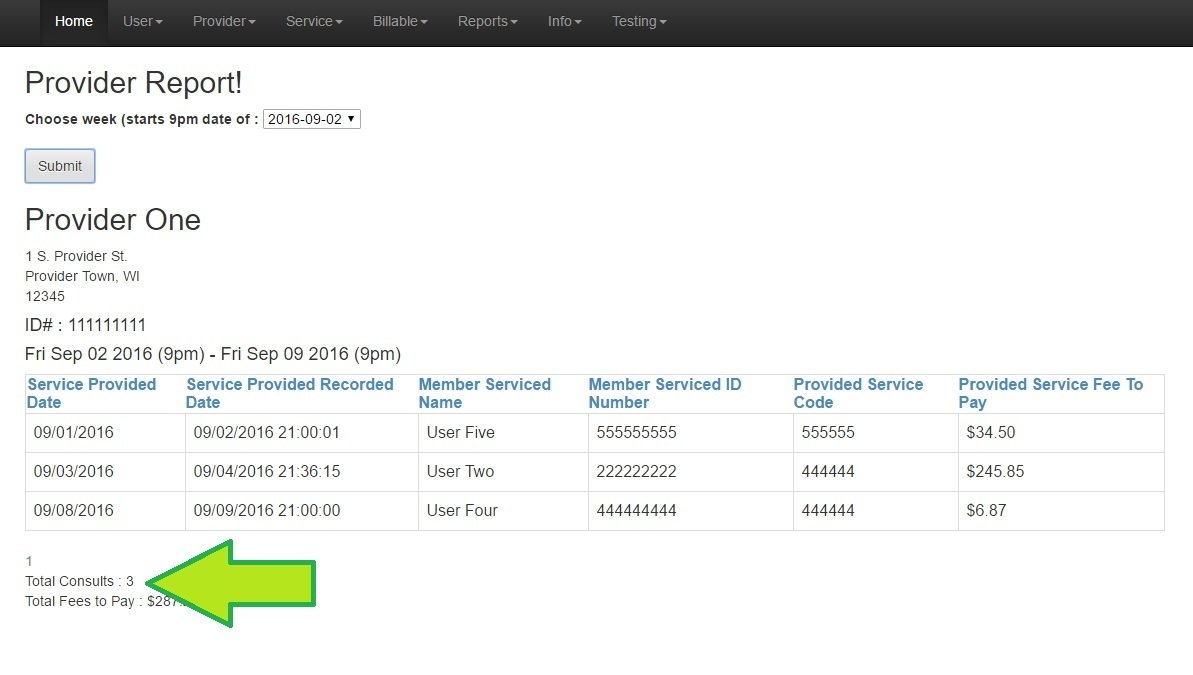 Home User Provider Service Billable Reports Info Testing
Provider Report!
Choose week (starts 9pm date of : 2016-09-02
Submit
Provider One
1 S. Provider St.
Provider Town, WI
12345
ID# : 111111111
Fri Sep 02 2016 (9pm) - Fri Sep 09 2016 (9pm)
Service Provided Date Service Provided Recorded Date Member Serviced Name Member Serviced ID Number Provided Service Code Provided Service Fee To Pay
09/01/2016 09/02/2016 21:00:01 User Five 555555555 555555 $34.50
09/03/2016 09/04/2016 21:36:15 User Two 222222222 444444 $245.85
09/08/2016 09/09/2016 21:00:00 User Four 444444444 444444 $6.87
1
Total Consults : 3
Total Fees to Pay : $287.